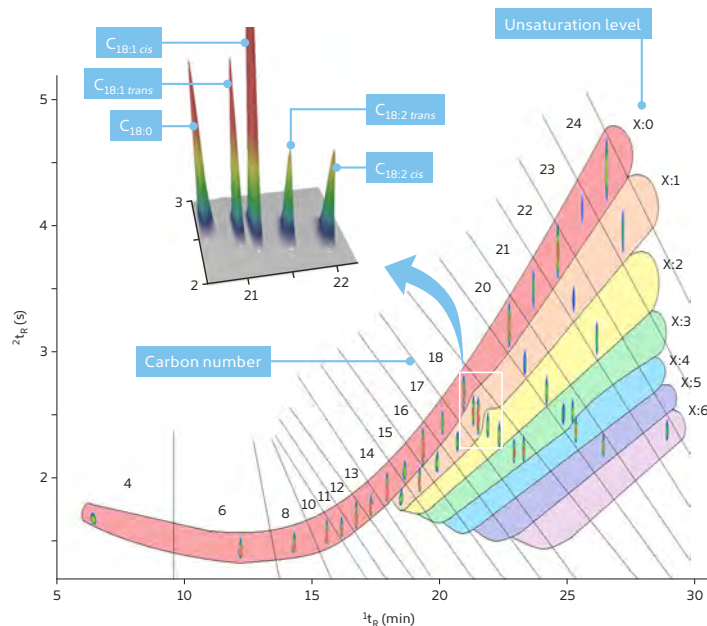 Unsaturation level
C18:1 cis
C18:1 trans
C18:0
C18:2 trans
C18:2 cis
3
2
21
22
Carbon number
24
23
22
21
20
18
17
16
15
14
13
12
11
10
8
6
4
X:0
X:1
X:2
X:3
X:4
X:5
X:6
5
4
3
2
²tR (s)
5
10
15
20
25
30
¹tR (min)